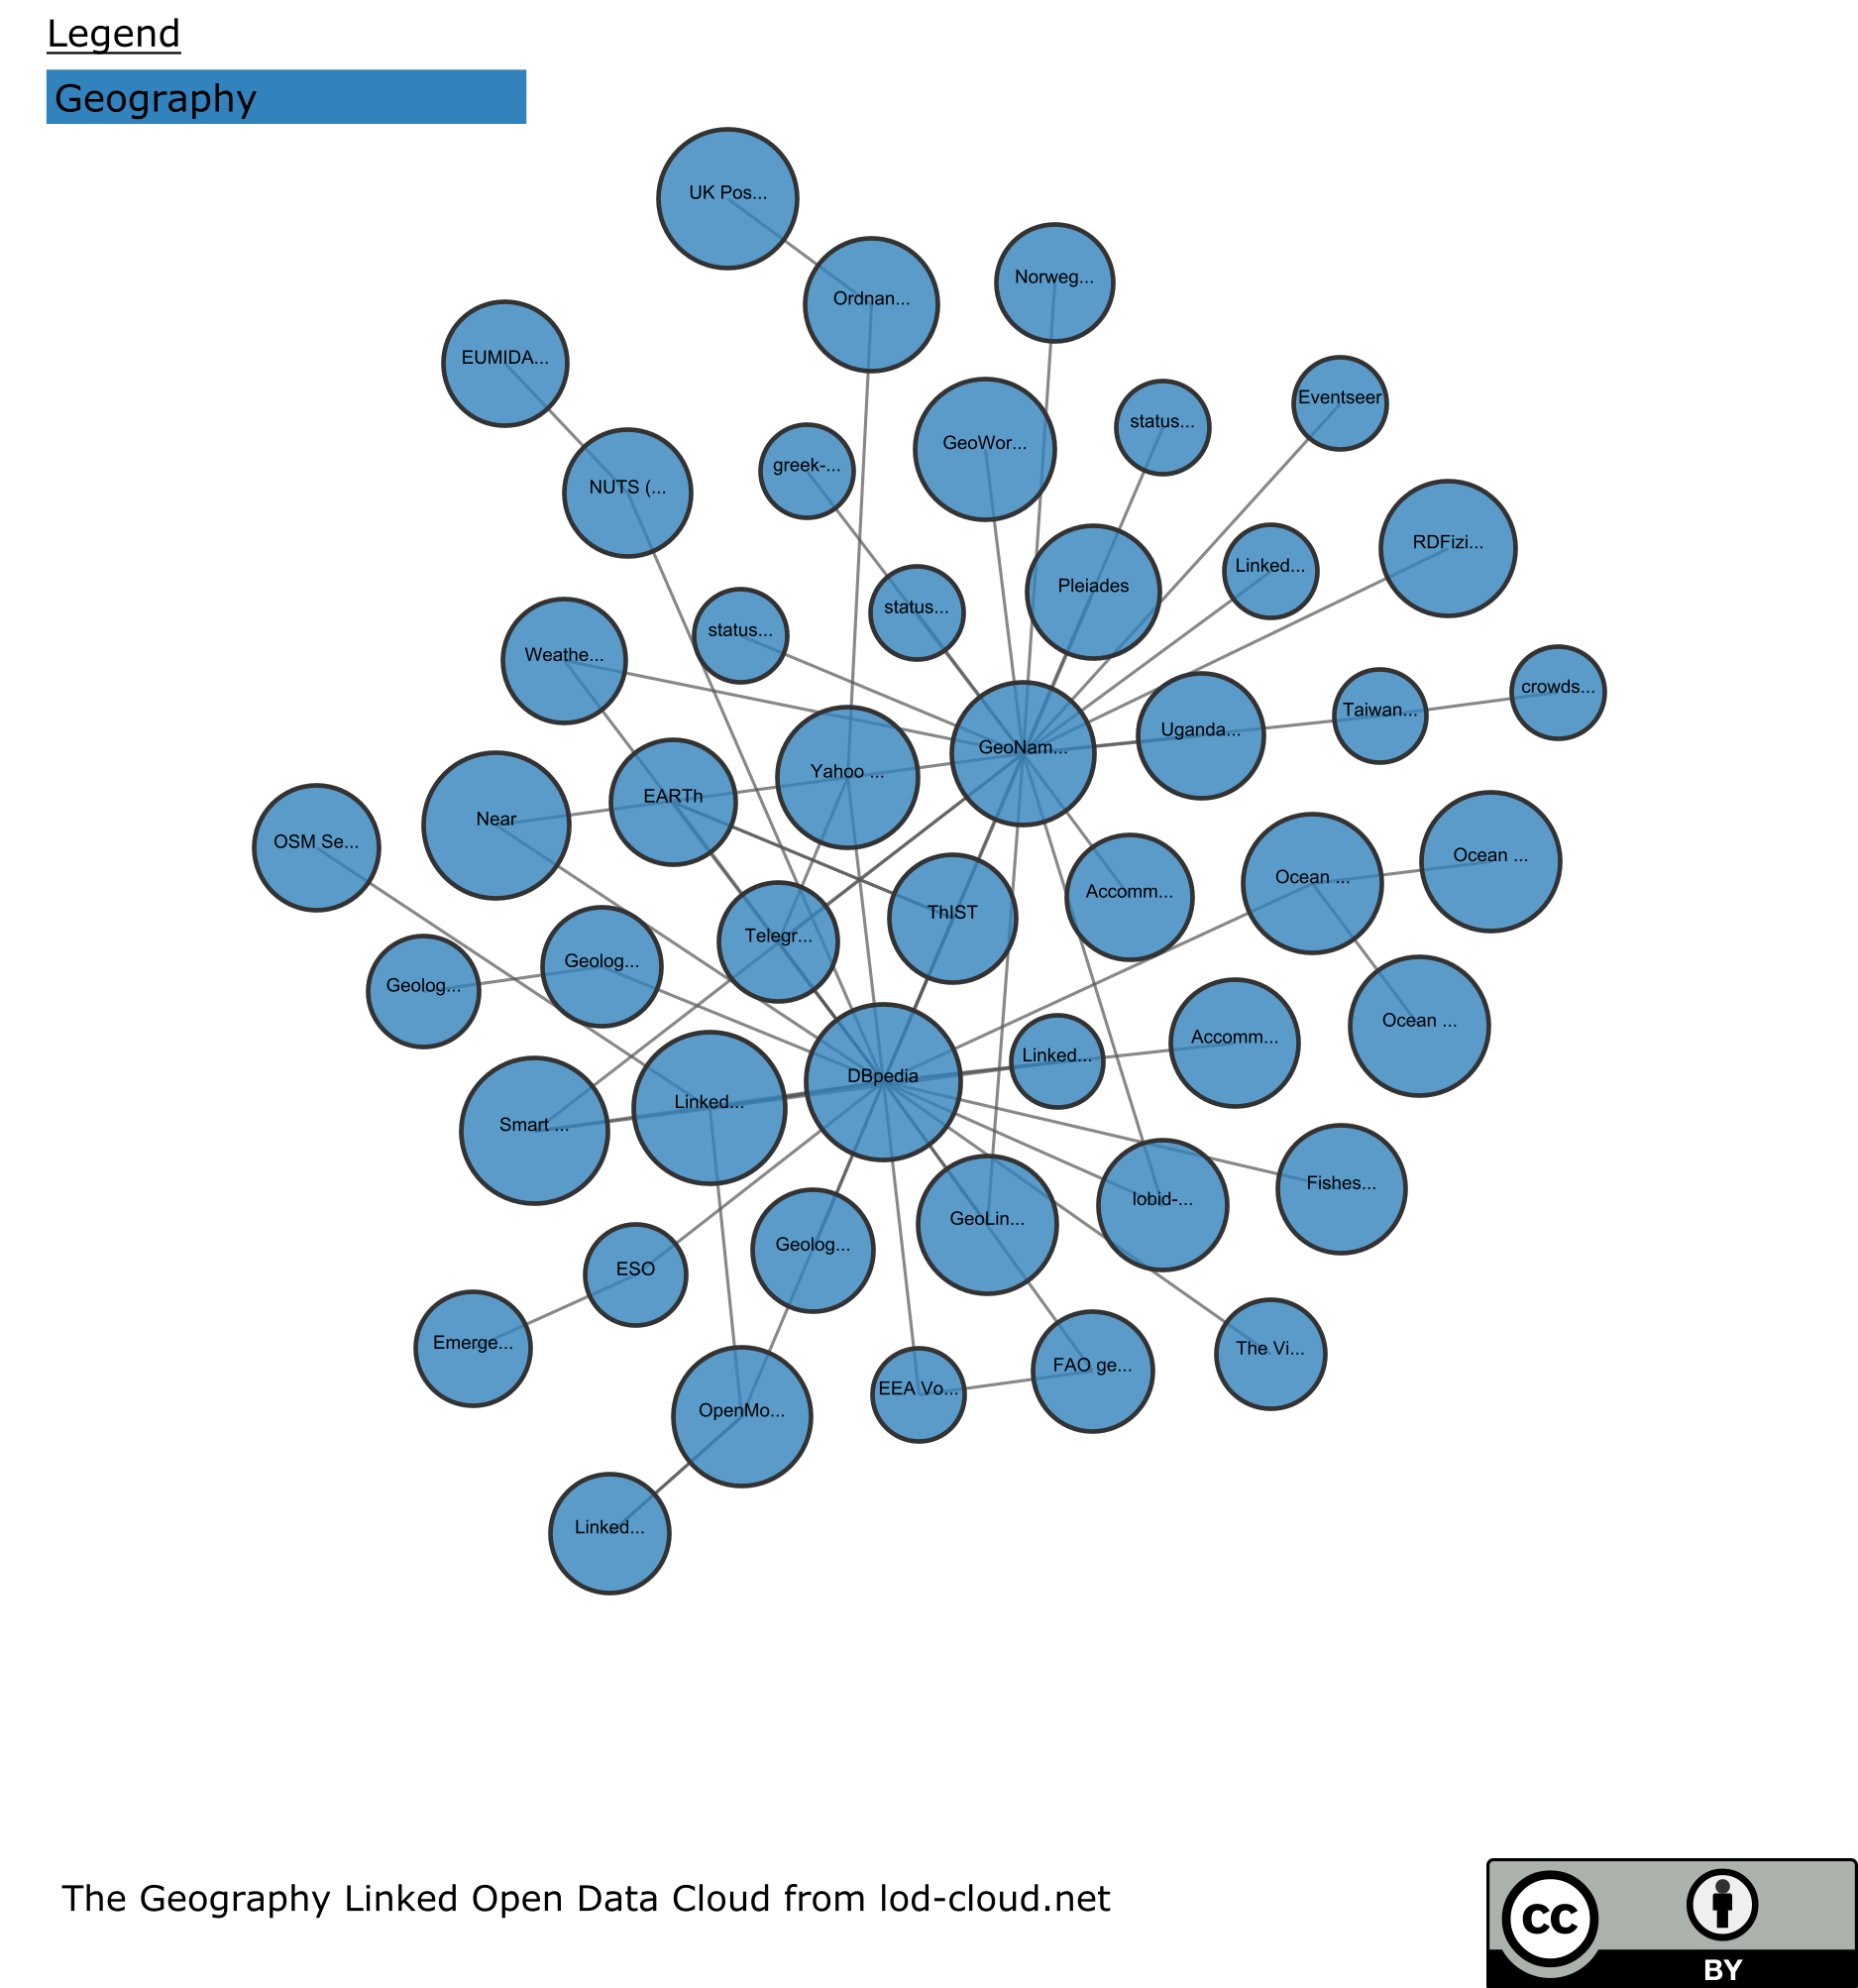 Legend
Geography
UK Pos...
Norweg...
Ordnan...
EUMIDA...
Eventseer
status...
GeoWor...
greek-...
NUTS (...
RDFizi...
Linked...
Pleiades
status...
status...
Weathe...
crowds...
Taiwan...
Uganda...
GeoNam...
Yahoo ...
EARTh
Near
OSM Se...
Ocean ...
Ocean ...
Accomm...
ThIST
Telegr...
Geolog...
Geolog...
Ocean ...
Accomm...
Linked...
DBpedia
Linked...
Smart ...
Fishes...
lobid-...
GeoLin...
Geolog...
ESO
Emerge...
The Vi...
FAO ge...
EEA Vo...
OpenMo...
Linked...
The Geography Linked Open Data Cloud from lod-cloud.net
cc
BY